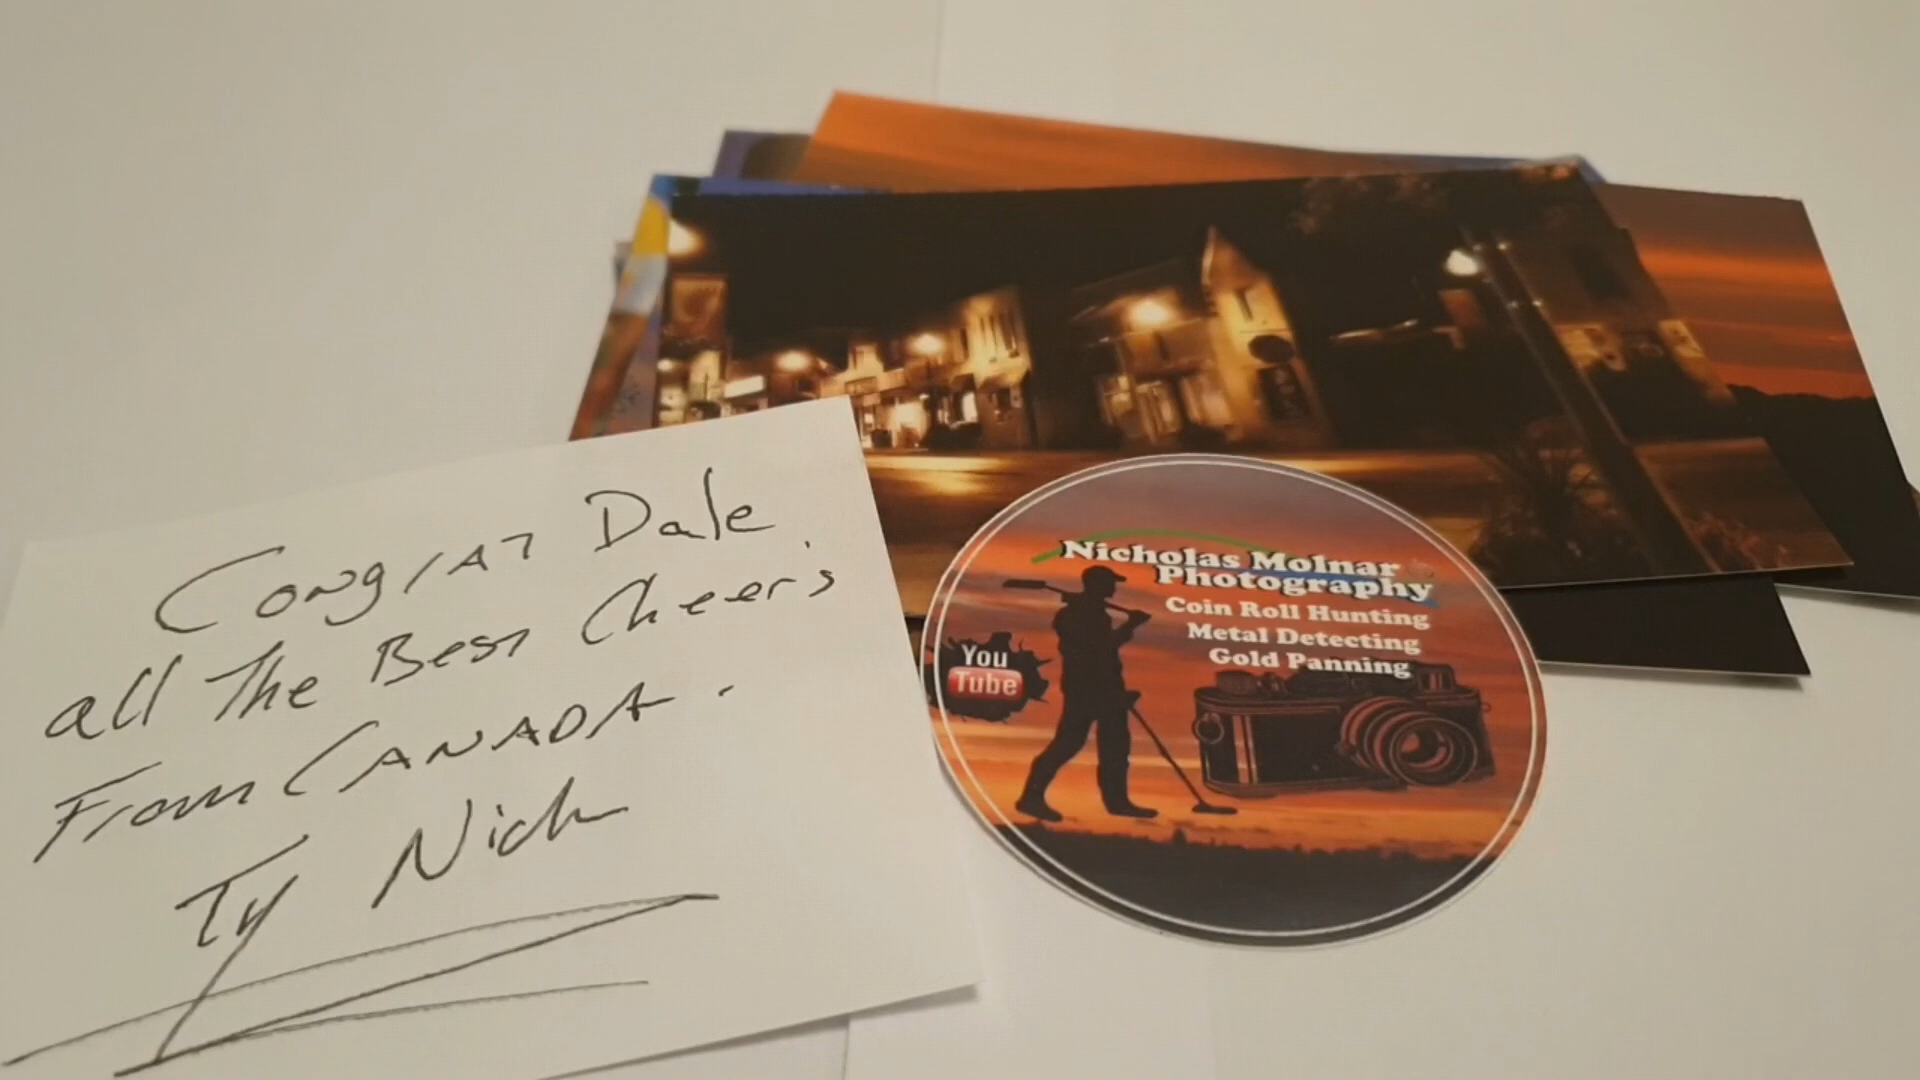 Congrat Dale
all The Best Cheers
From CANADA.
Ty Nick
Nicholas Molnar
Photography
Coin Roll Hunting
Metal Detecting
Gold Panning
You
Tube